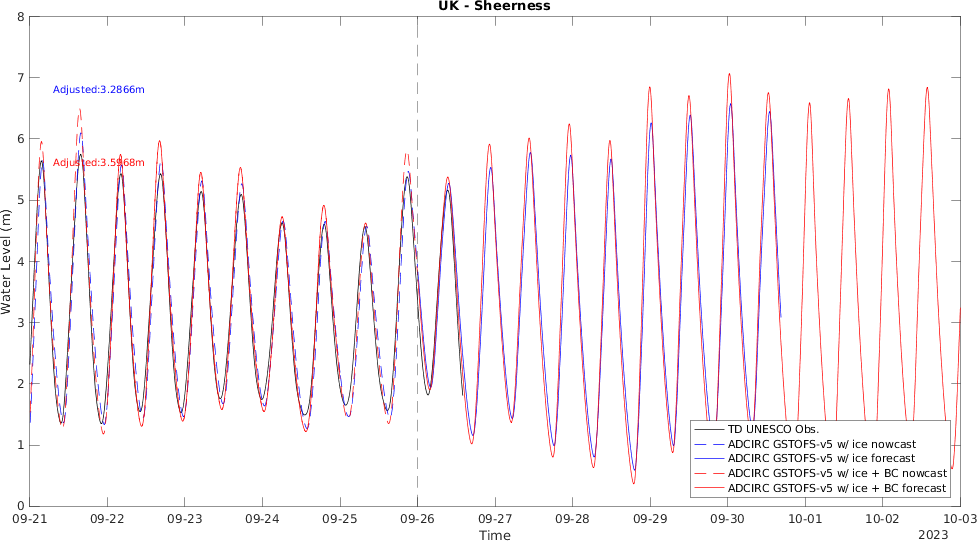 UK - Sheerness
8
7
6
5
4
3
2
1
0
Water Level (m)
Adjusted:3.2866m
Adjusted:3.5968m
TD UNESCO Obs.
ADCIRC GSTOFS-v5 w/ ice nowcast
ADCIRC GSTOFS-v5 w/ ice forecast
ADCIRC GSTOFS-v5 w/ ice + BC nowcast
ADCIRC GSTOFS-v5 w/ ice + BC forecast
09-21 09-22 09-23 09-24 09-25 09-26 09-27 09-28 09-29 09-30 10-01 10-02 10-03
Time
2023